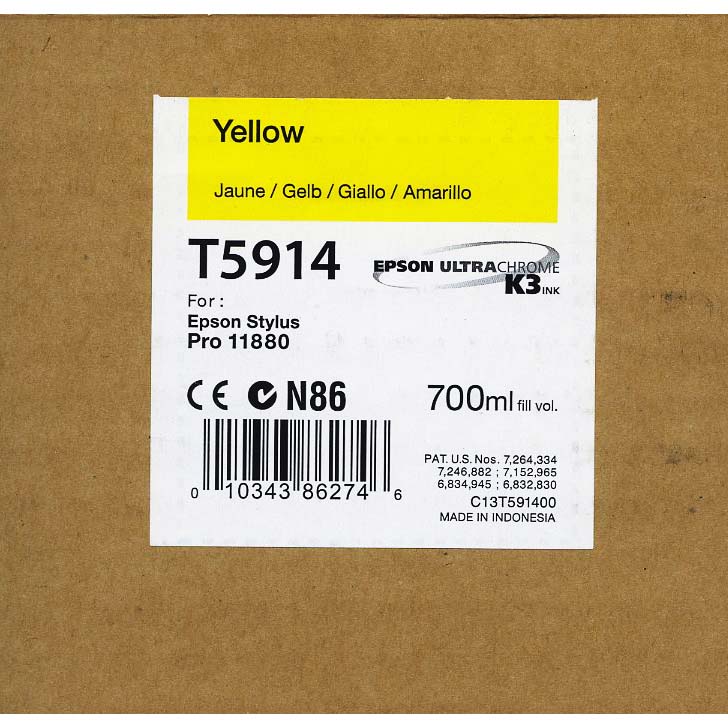 Yellow
Jaune / Gelb / Giallo / Amarillo
T5914
EPSON ULTRACHROME
K3 INK
For :
Epson Stylus
Pro 11880
CE N86
700ml fill vol.
0 10343 86274 6
PAT. U.S. Nos. 7,264,334
7,246,882 ; 7,152,965
6,834,945 ; 6,832,830
C13T591400
MADE IN INDONESIA